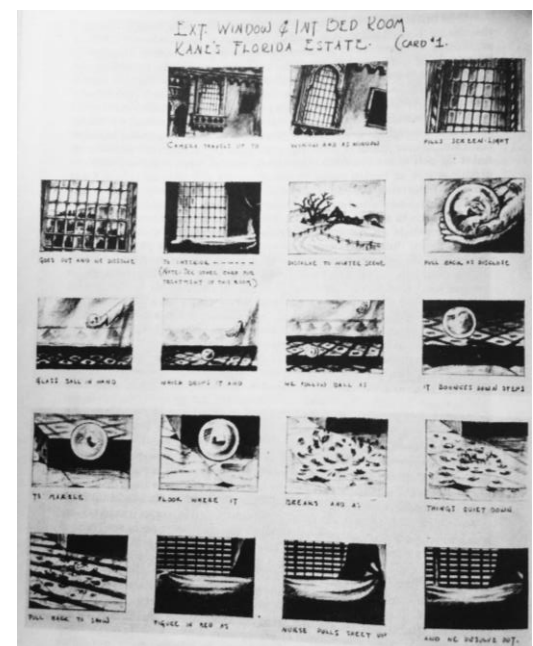 EXT. WINDOW & INT BED ROOM
KANE'S FLORIDA ESTATE. (CARD #1.
CAMERA TRAVELS UP TO
WINDOW AND AS WINDOW
FILLS SCREEN-LIGHT
GOES OUT AND WE DISSOLVE
TO INTERIOR ------
(NOTE: SEE OTHER CARD FOR
TREATMENT OF THIS ROOM)
DISSOLVE TO WINTER SCENE
PULL BACK AS DISCLOSE
GLASS BALL IN HAND
WHICH DROPS IT AND
WE FOLLOW BALL AS
IT BOUNCES DOWN STEPS
TO MARBLE
FLOOR WHERE IT
BREAKS AND AS
THINGS QUIET DOWN
PULL BACK TO SHOW
FIGURE IN BED AS
NURSE PULLS SHEET UP
AND WE DISSOLVE OUT.